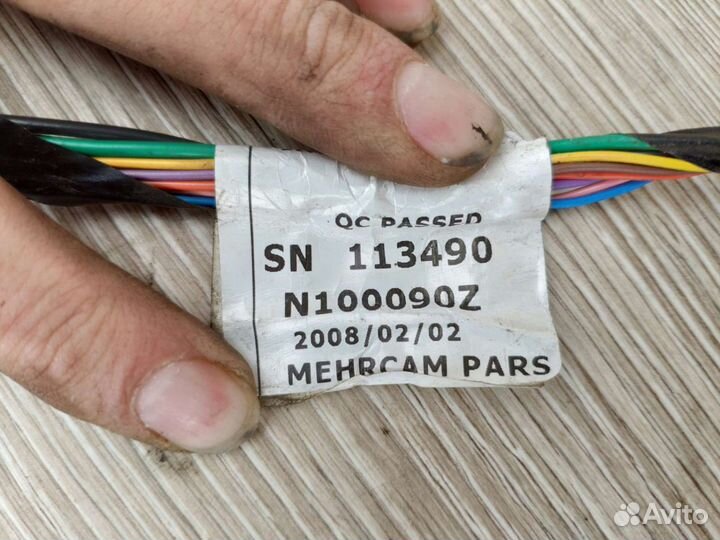 QC PASSED
SN 113490
N100090Z
2008/02/02
MEHRCAM PARS
Avito